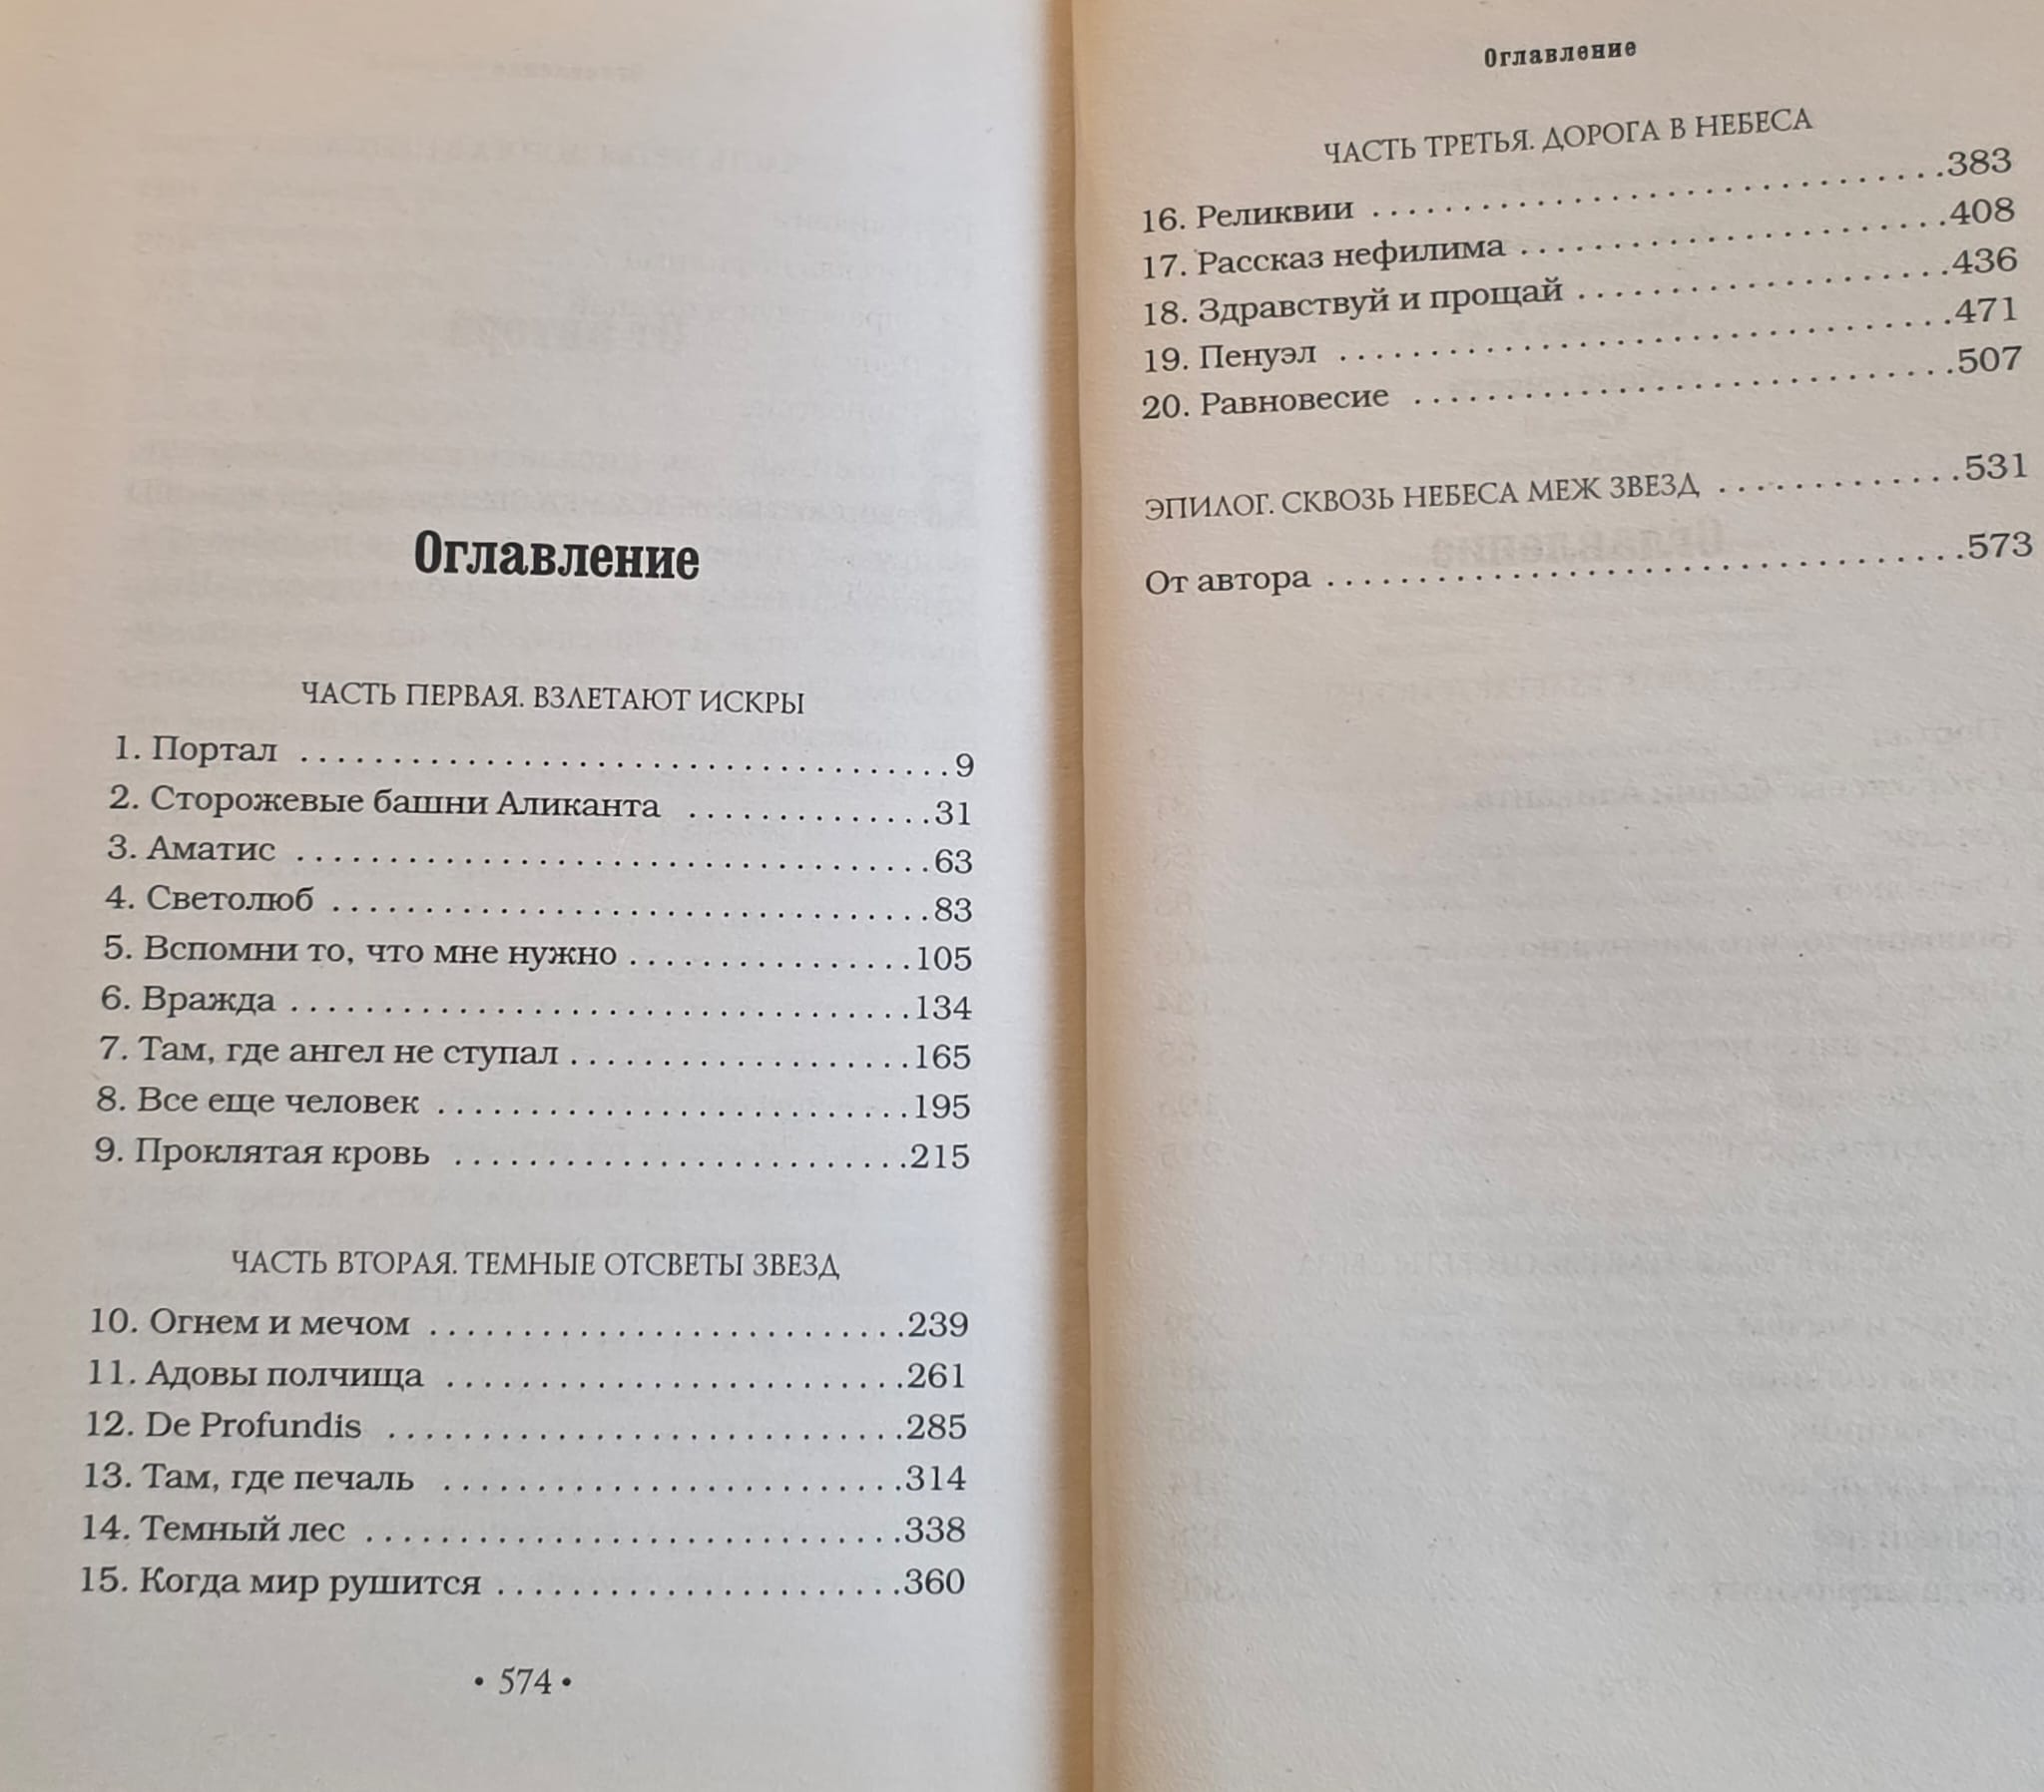 Оглавление
ЧАСТЬ ПЕРВАЯ. ВЗЛЕТАЮТ ИСКРЫ
1. Портал ....................................9
2. Сторожевые башни Аликанта ..............31
3. Аматис ...................................63
4. Светолюб .................................83
5. Вспомни то, что мне нужно ................105
6. Вражда ..................................134
7. Там, где ангел не ступал ...................165
8. Все еще человек ..........................195
9. Проклятая кровь .........................215
ЧАСТЬ ВТОРАЯ. ТЕМНЫЕ ОТСВЕТЫ ЗВЕЗД
10. Огнем и мечом ..........................239
11. Адовы полчища .........................261
12. De Profundis ............................285
13. Там, где печаль .........................314
14. Темный лес .............................338
15. Когда мир рушится ......................360
• 574 •
Оглавление
ЧАСТЬ ТРЕТЬЯ. ДОРОГА В НЕБЕСА
16. Реликвии ................................383
17. Рассказ нефилима ........................408
18. Здравствуй и прощай .....................436
19. Пенуэл ..................................471
20. Равновесие ..............................507
ЭПИЛОГ. СКВОЗЬ НЕБЕСА МЕЖ ЗВЕЗД .............531
От автора ...................................573